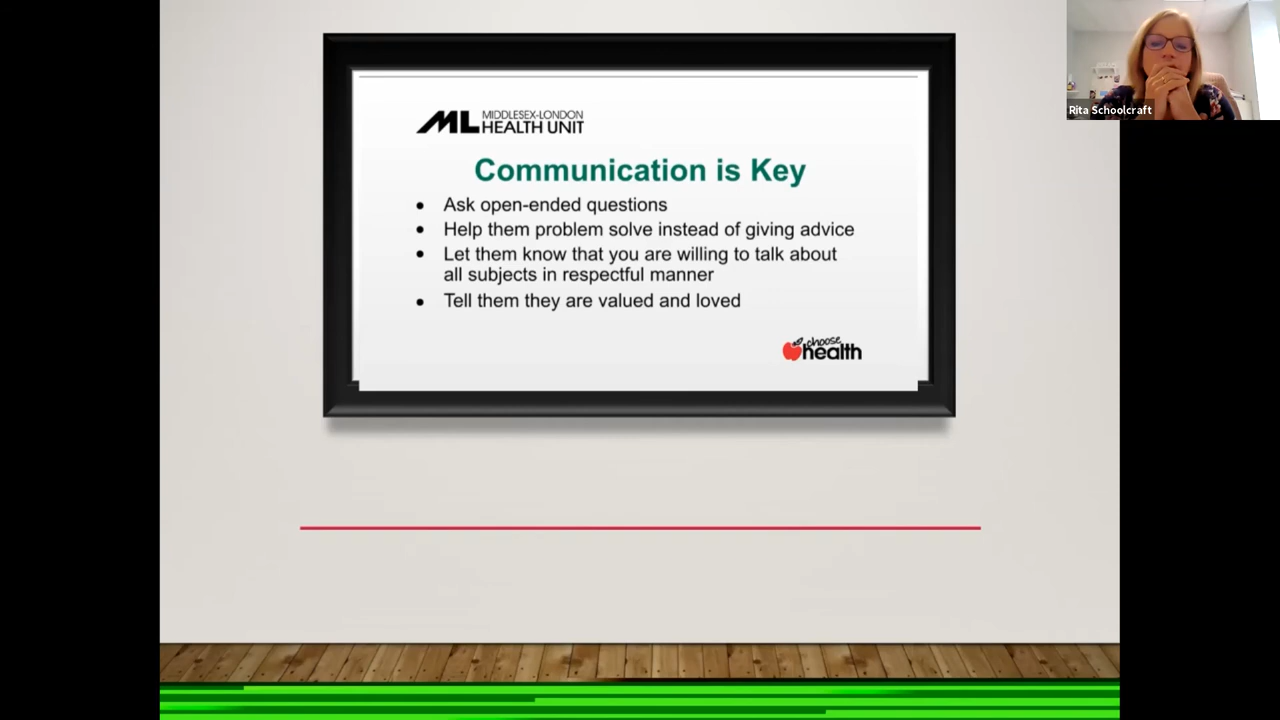 Rita Schoolcraft
ML MIDDLESEX-LONDON
HEALTH UNIT
Communication is Key
• Ask open-ended questions
• Help them problem solve instead of giving advice
• Let them know that you are willing to talk about
all subjects in respectful manner
• Tell them they are valued and loved
choose
health